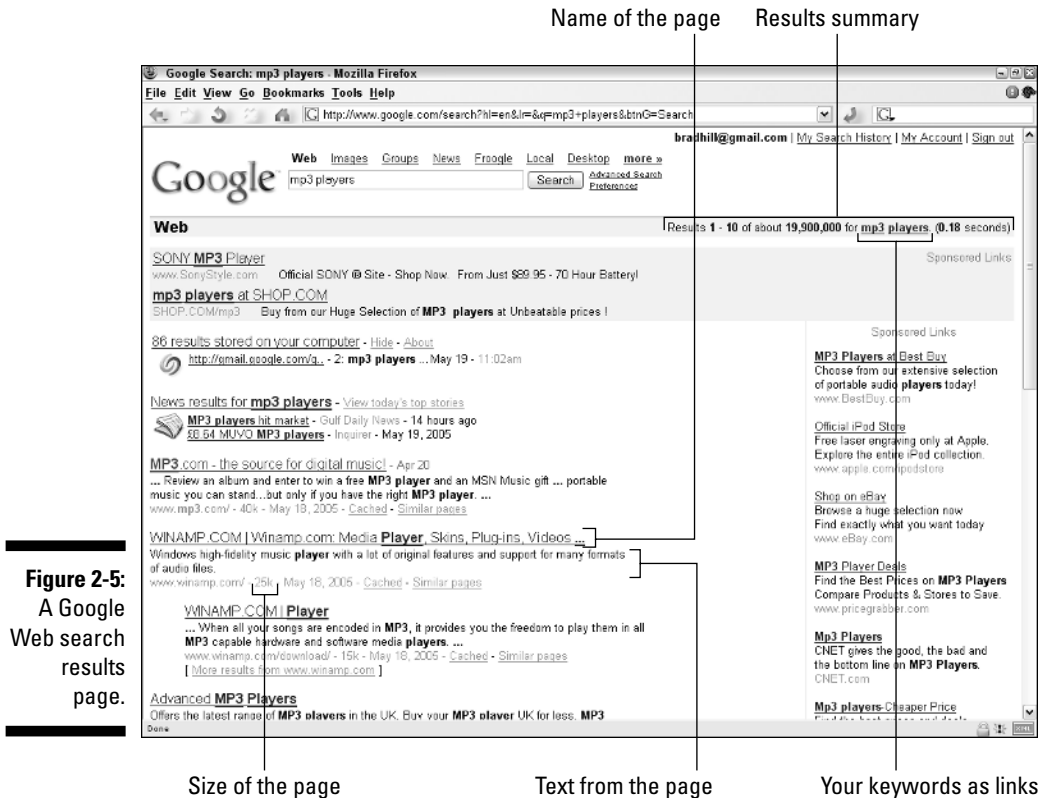 Name of the page
Results summary
Google Search: mp3 players - Mozilla Firefox
File Edit View Go Bookmarks Tools Help
http://www.google.com/search?hl=en&lr=&q=mp3+players&btnG=Search
bradhill@gmail.com | My Search History | My Account | Sign out
Web Images Groups News Froogle Local Desktop more »
Google
mp3 players
Search
Advanced Search
Preferences
Web
Results 1 - 10 of about 19,900,000 for mp3 players. (0.18 seconds)
SONY MP3 Player
Sponsored Links
www.SonyStyle.com Official SONY ® Site - Shop Now. From Just $89.95 - 70 Hour Battery!
mp3 players at SHOP.COM
SHOP.COM/mp3 Buy from our Huge Selection of MP3 players at Unbeatable prices !
86 results stored on your computer - Hide - About
http://gmail.google.com/g.. - 2: mp3 players ... May 19 - 11:02am
News results for mp3 players - View today's top stories
MP3 players hit market - Gulf Daily News - 14 hours ago
£8.64 MUVO MP3 players - Inquirer - May 19, 2005
MP3.com - the source for digital music! - Apr 20
... Review an album and enter to win a free MP3 player and an MSN Music gift ... portable
music you can stand...but only if you have the right MP3 player. ...
www.mp3.com/ - 40k - May 18, 2005 - Cached - Similar pages
WINAMP.COM | Winamp.com: Media Player, Skins, Plug-ins, Videos ...
Windows high-fidelity music player with a lot of original features and support for many formats
of audio files.
www.winamp.com/ - 25k - May 18, 2005 - Cached - Similar pages
WINAMP.COM | Player
... When all your songs are encoded in MP3, it provides you the freedom to play them in all
MP3 capable hardware and software media players. ...
www.winamp.com/download/ - 15k - May 18, 2005 - Cached - Similar pages
[ More results from www.winamp.com ]
Advanced MP3 Players
Offers the latest range of MP3 players in the UK. Buy your MP3 player UK for less. MP3
Sponsored Links
MP3 Players at Best Buy
Choose from our extensive selection
of portable audio players today!
www.BestBuy.com
Official iPod Store
Free laser engraving only at Apple.
Explore the entire iPod collection.
www.apple.com/ipodstore
Shop on eBay
Browse a huge selection now
Find exactly what you want today
www.eBay.com
MP3 Player Deals
Find the Best Prices on MP3 Players
Compare Products & Stores to Save.
www.pricegrabber.com
Mp3 Players
CNET gives the good, the bad and
the bottom line on MP3 Players.
CNET.com
Mp3 players-Cheaper Price
Find the best prices and deals
Done
Figure 2-5:
A Google
Web search
results
page.
Size of the page
Text from the page
Your keywords as links